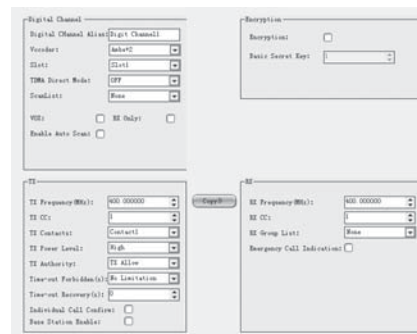 Digital Channel
Digital CHannel Alias: Digit Channel1
Vocoder: Ambe+2
Slot: Slot1
TDMA Direct Mode: OFF
ScanList: None
VOX: RX Only:
Enable Auto Scan:
Encryption
Encryption:
Basic Secret Key: 1
TX
TX Frequency(MHz): 400.000000
TX CC: 1
TX Contacts: Contact1
TX Power Level: High
TX Authority: TX Allow
Time-out Forbidden(s): No Limitation
Time-out Recovery(s): 0
Individual Call Confirm:
Base Station Enable:
RX
RX Frequency(MHz): 400.000000
RX CC: 1
RX Group List: None
Emergency Call Indication: